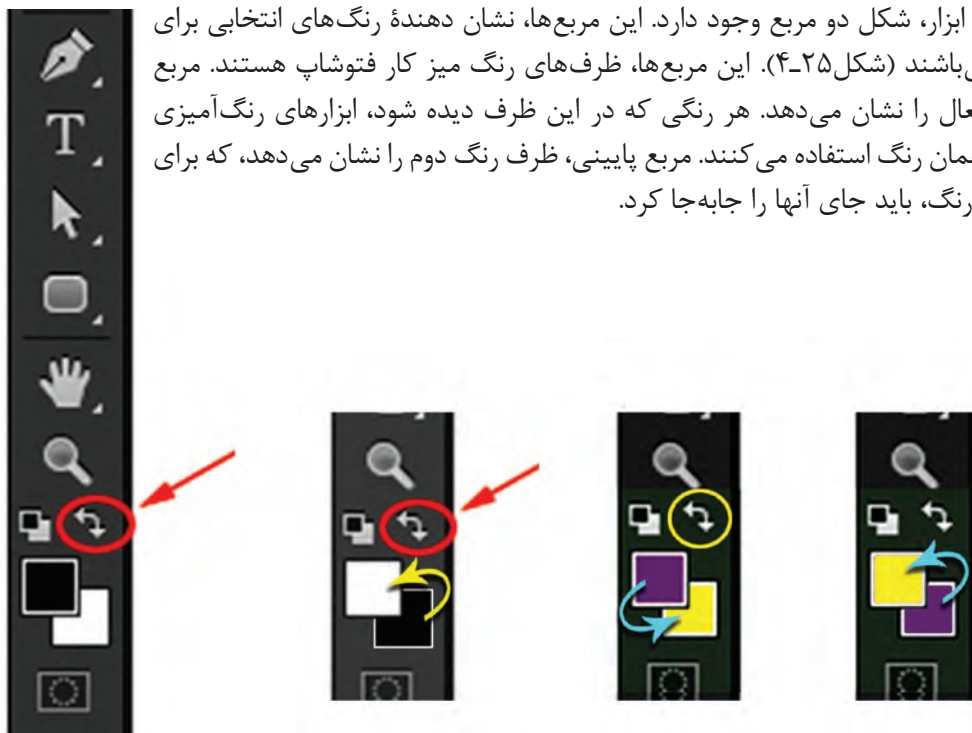 ابزار، شکل دو مربع وجود دارد. این مربع‌ها، نشان دهندهٔ رنگ‌های انتخابی برای
ی‌باشند (شکل۲۵ـ۴). این مربع‌ها، ظرف‌های رنگ میز کار فتوشاپ هستند. مربع
عال را نشان می‌دهد. هر رنگی که در این ظرف دیده شود، ابزارهای رنگ‌آمیزی
مان رنگ استفاده می‌کنند. مربع پایینی، ظرف رنگ دوم را نشان می‌دهد، که برای
رنگ، باید جای آنها را جابه‌جا کرد.